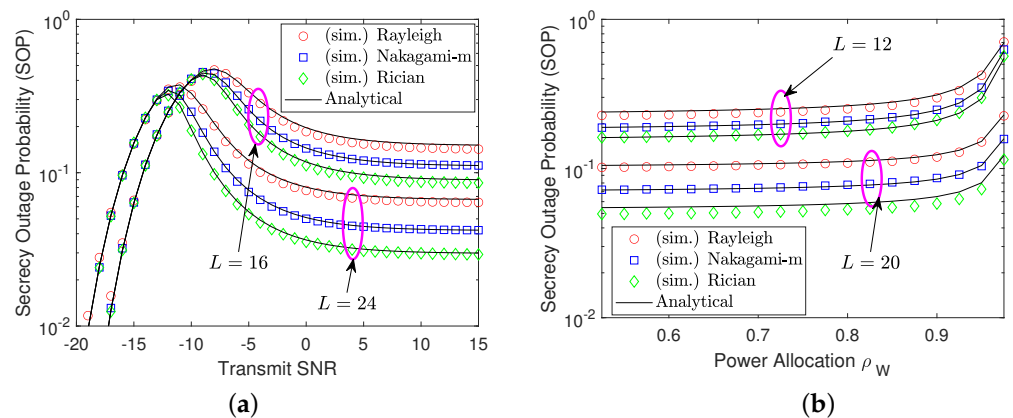 10^0
10^-1
10^-2
Secrecy Outage Probability (SOP)
(sim.) Rayleigh
(sim.) Nakagami-m
(sim.) Rician
Analytical
L = 16
L = 24
-20 -15 -10 -5 0 5 10 15
Transmit SNR
(a)
10^0
10^-1
10^-2
Secrecy Outage Probability (SOP)
L = 12
L = 20
(sim.) Rayleigh
(sim.) Nakagami-m
(sim.) Rician
Analytical
0.6 0.7 0.8 0.9
Power Allocation ρ_W
(b)